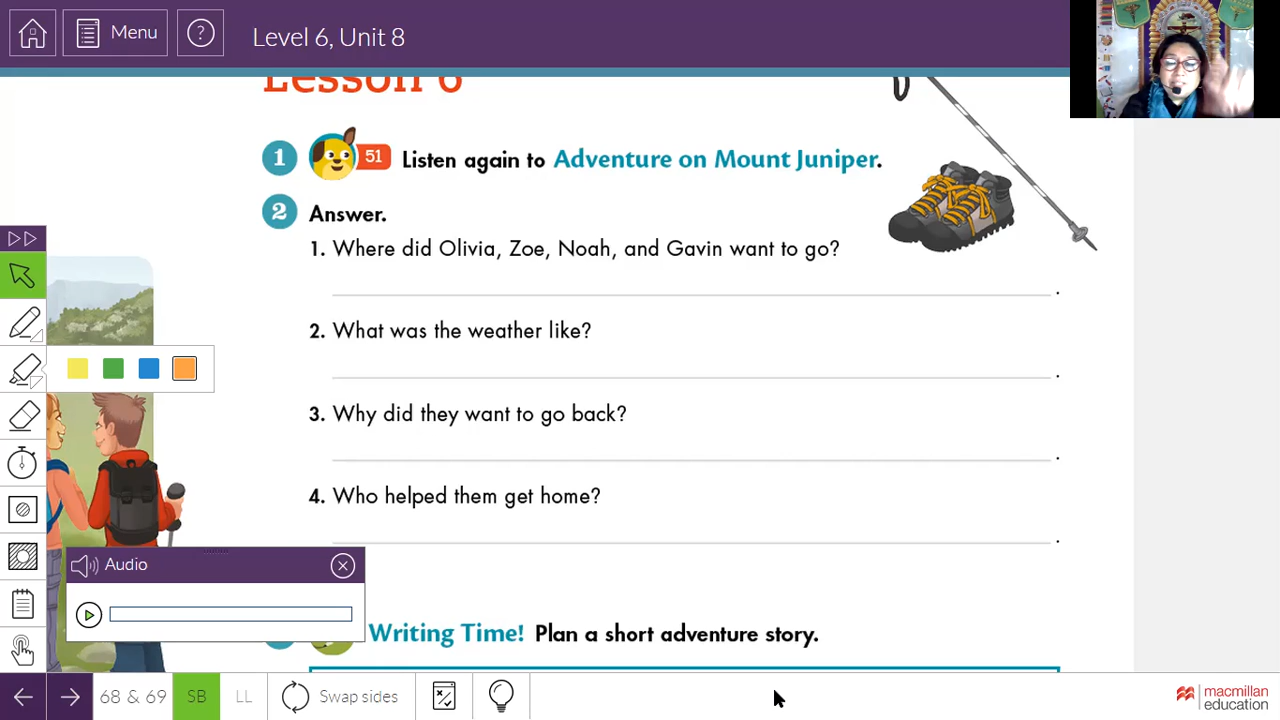 Menu
?
Level 6, Unit 8
Lesson 6
1 51 Listen again to Adventure on Mount Juniper.
2 Answer.
1. Where did Olivia, Zoe, Noah, and Gavin want to go?
.
2. What was the weather like?
.
3. Why did they want to go back?
.
4. Who helped them get home?
.
Audio
Writing Time! Plan a short adventure story.
68 & 69
SB
LL
Swap sides
macmillan
education